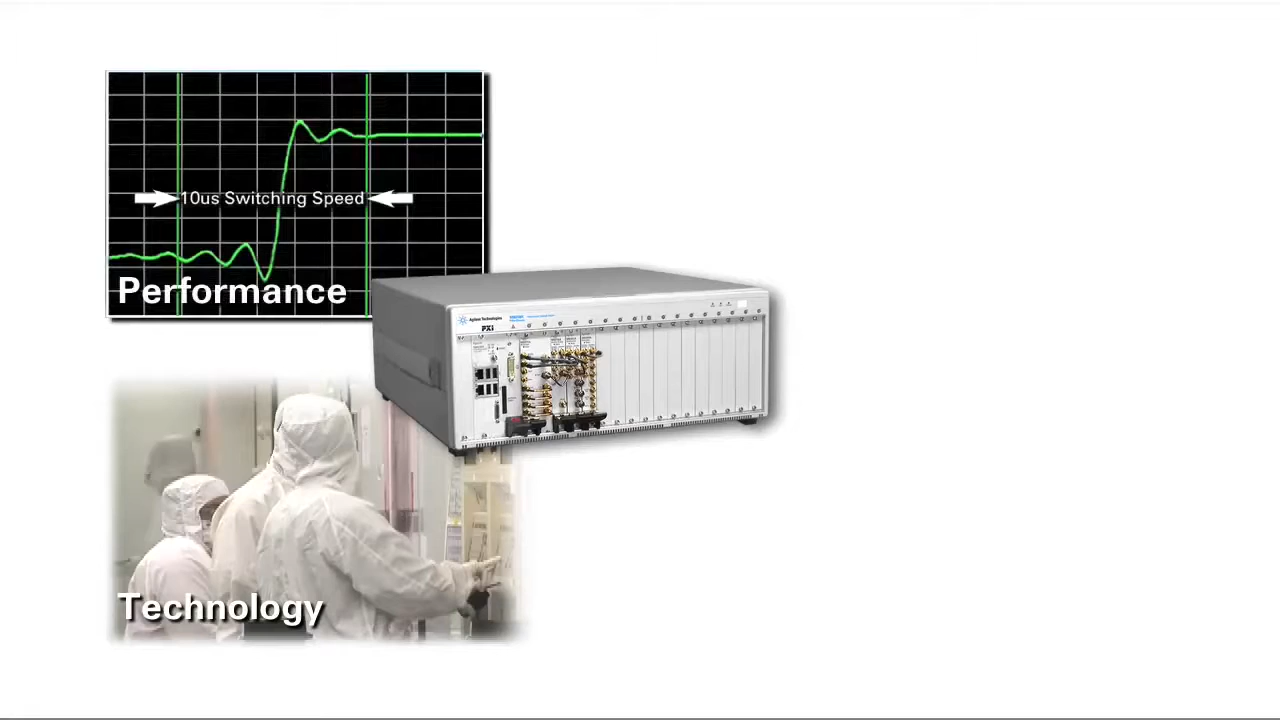 10us Switching Speed
Performance
Agilent Technologies
PXI
Technology